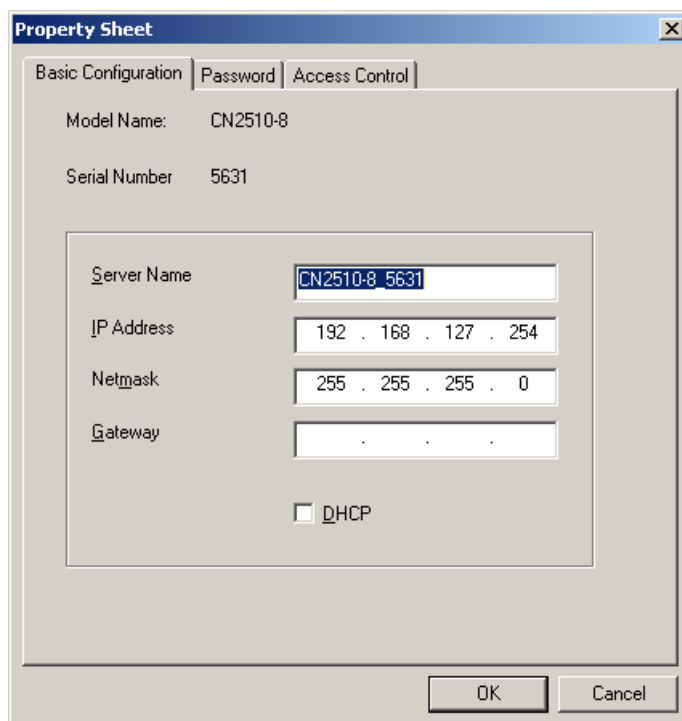 Property Sheet
Basic Configuration Password Access Control
Model Name: CN2510-8
Serial Number 5631
Server Name CN2510-8_5631
IP Address 192 . 168 . 127 . 254
Netmask 255 . 255 . 255 . 0
Gateway . . .
DHCP
OK Cancel